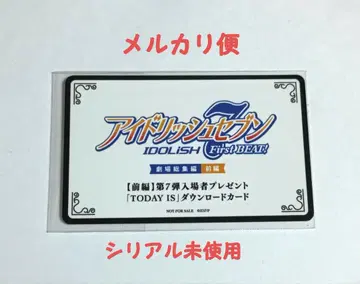 メルカリ便
アイドリッシュセブン
7
IDOLiSH
First BEAT!
劇場総集編 前編
【前編】第7弾入場者プレゼント
「TODAY IS」ダウンロードカード
NOT FOR SALE
シリアル未使用